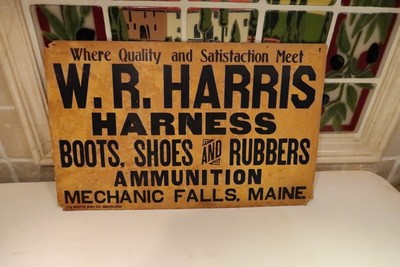 Where Quality and Satisfaction Meet
W. R. HARRIS
HARNESS
BOOTS, SHOES AND RUBBERS
AMMUNITION
MECHANIC FALLS, MAINE.